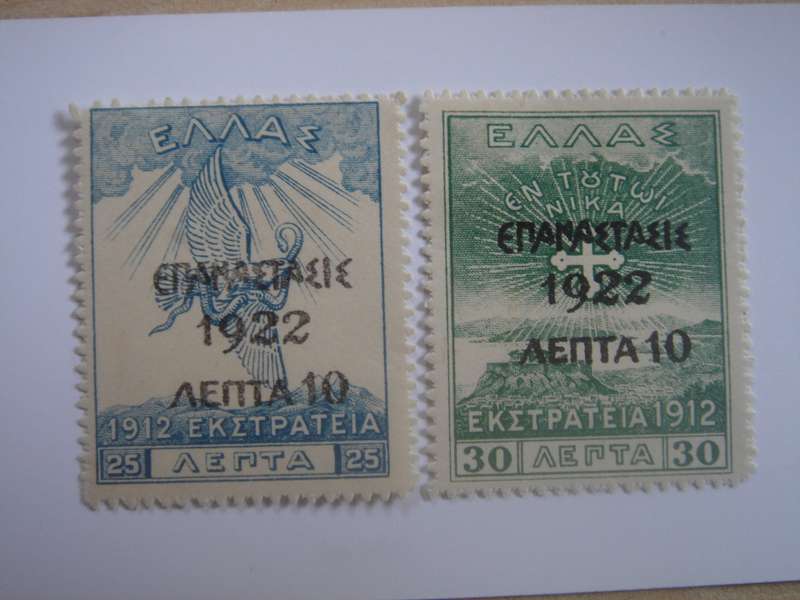 ΕΛΛΑΣ
ΕΠΑΝΑΣΤΑΣΙΣ
1922
ΛΕΠΤΑ 10
1912 ΕΚΣΤΡΑΤΕΙΑ
25 ΛΕΠΤΑ 25
ΕΛΛΑΣ
ΕΝ ΤΟΥΤΩΙ
ΝΙΚΑ
ΕΠΑΝΑΣΤΑΣΙΣ
1922
ΛΕΠΤΑ 10
ΕΚΣΤΡΑΤΕΙΑ 1912
30 ΛΕΠΤΑ 30